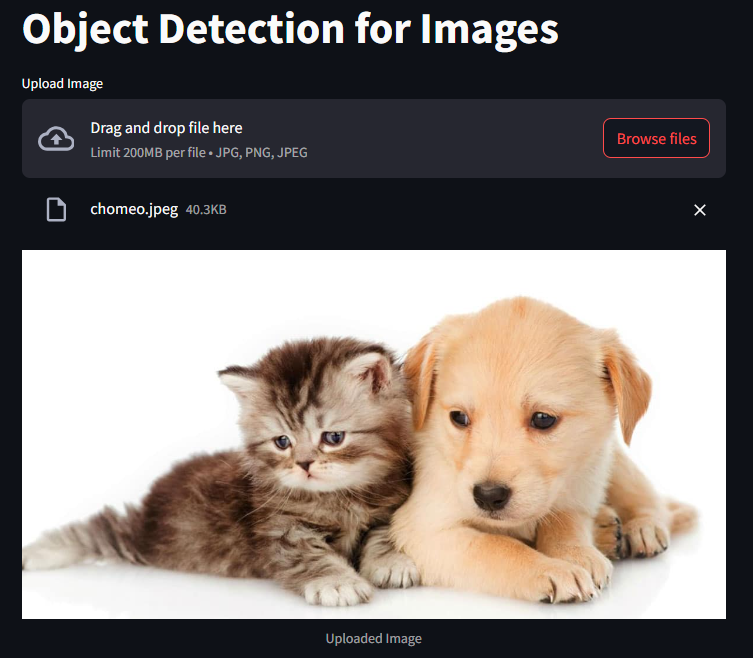 Object Detection for Images
Upload Image
Drag and drop file here
Limit 200MB per file • JPG, PNG, JPEG
Browse files
chomeo.jpeg 40.3KB
Uploaded Image